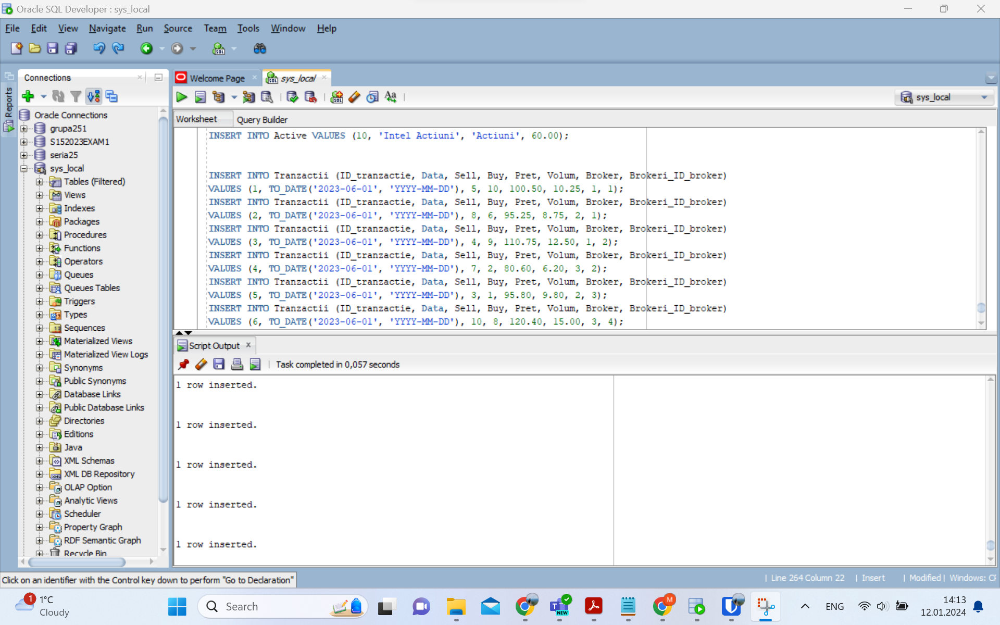 Oracle SQL Developer : sys_local
File Edit View Navigate Run Source Team Tools Window Help
Reports
Connections
Oracle Connections
grupa251
S152023EXAM1
seria25
sys_local
Tables (Filtered)
Views
Indexes
Packages
Procedures
Functions
Operators
Queues
Queues Tables
Triggers
Types
Sequences
Materialized Views
Materialized View Logs
Synonyms
Public Synonyms
Database Links
Public Database Links
Directories
Editions
Java
XML Schemas
XML DB Repository
OLAP Option
Analytic Views
Scheduler
Property Graph
RDF Semantic Graph
Recycle Bin
Welcome Page
sys_local
sys_local
Worksheet Query Builder
INSERT INTO Active VALUES (10, 'Intel Actiuni', 'Actiuni', 60.00);
INSERT INTO Tranzactii (ID_tranzactie, Data, Sell, Buy, Pret, Volum, Broker, Brokeri_ID_broker)
VALUES (1, TO_DATE('2023-06-01', 'YYYY-MM-DD'), 5, 10, 100.50, 10.25, 1, 1);
INSERT INTO Tranzactii (ID_tranzactie, Data, Sell, Buy, Pret, Volum, Broker, Brokeri_ID_broker)
VALUES (2, TO_DATE('2023-06-01', 'YYYY-MM-DD'), 8, 6, 95.25, 8.75, 2, 1);
INSERT INTO Tranzactii (ID_tranzactie, Data, Sell, Buy, Pret, Volum, Broker, Brokeri_ID_broker)
VALUES (3, TO_DATE('2023-06-01', 'YYYY-MM-DD'), 4, 9, 110.75, 12.50, 1, 2);
INSERT INTO Tranzactii (ID_tranzactie, Data, Sell, Buy, Pret, Volum, Broker, Brokeri_ID_broker)
VALUES (4, TO_DATE('2023-06-01', 'YYYY-MM-DD'), 7, 2, 80.60, 6.20, 3, 2);
INSERT INTO Tranzactii (ID_tranzactie, Data, Sell, Buy, Pret, Volum, Broker, Brokeri_ID_broker)
VALUES (5, TO_DATE('2023-06-01', 'YYYY-MM-DD'), 3, 1, 95.80, 9.80, 2, 3);
INSERT INTO Tranzactii (ID_tranzactie, Data, Sell, Buy, Pret, Volum, Broker, Brokeri_ID_broker)
VALUES (6, TO_DATE('2023-06-01', 'YYYY-MM-DD'), 10, 8, 120.40, 15.00, 3, 4);
Script Output
Task completed in 0,057 seconds
1 row inserted.
1 row inserted.
1 row inserted.
1 row inserted.
1 row inserted.
Click on an identifier with the Control key down to perform "Go to Declaration"
| Line 264 Column 22 | Insert | Modified | Windows: CF
1
1°C
Cloudy
Search
NEW
M
ENG
14:13
12.01.2024